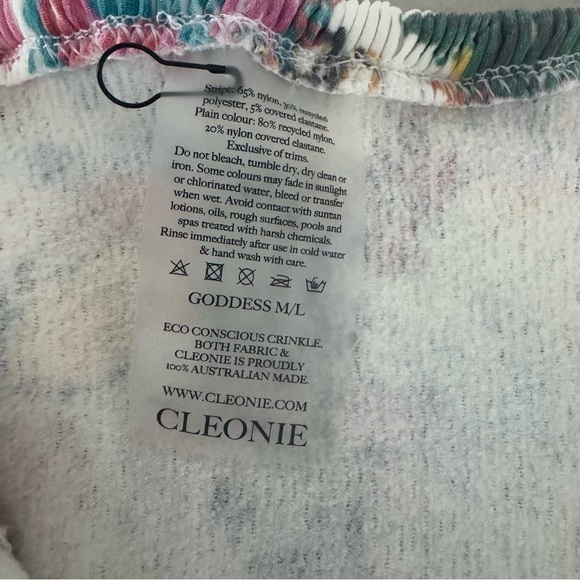 Stripe: 65% nylon, 30% recycled
polyester, 5% covered elastane.
Plain colour: 80% recycled nylon.
20% nylon covered elastane.
Exclusive of trims.
Do not bleach, tumble dry, dry clean or
iron. Some colours may fade in sunlight
or chlorinated water, bleed or transfer
when wet. Avoid contact with suntan
lotions, oils, rough surfaces, pools and
spas treated with harsh chemicals.
Rinse immediately after use in cold water
& hand wash with care.
GODDESS M/L
ECO CONSCIOUS CRINKLE.
BOTH FABRIC &
CLEONIE IS PROUDLY
100% AUSTRALIAN MADE.
WWW.CLEONIE.COM
CLEONIE